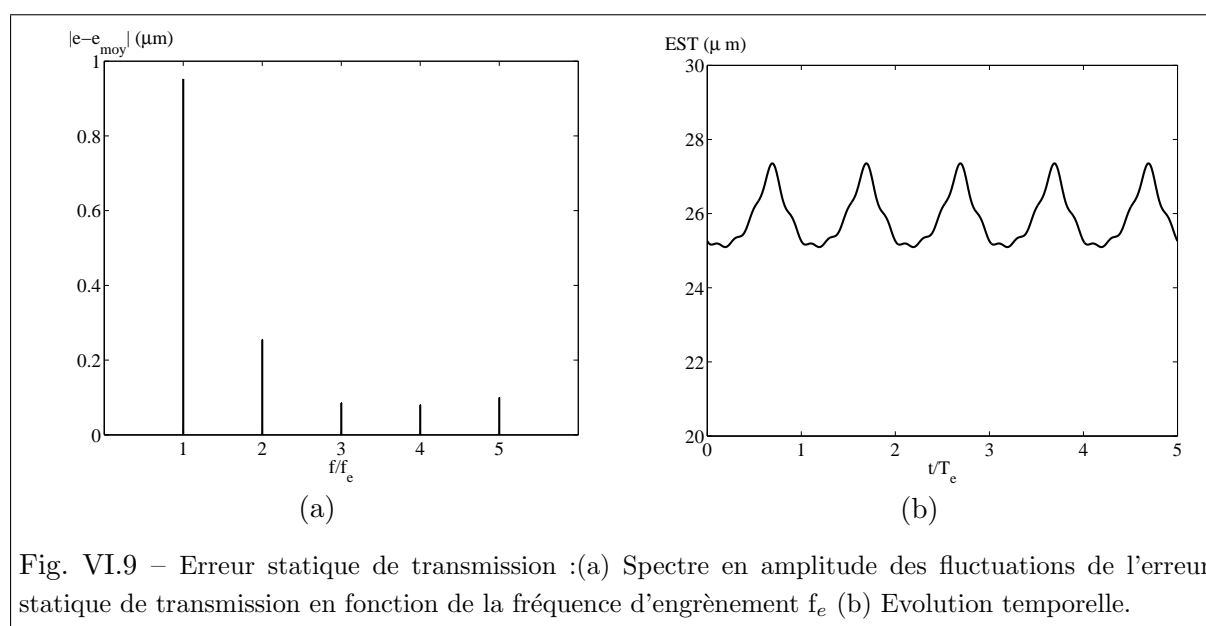 |e−e_moy| (μm)
1
0.8
0.6
0.4
0.2
0
1 2 3 4 5
f/f_e
(a)
EST (μ m)
30
28
26
24
22
20
0 1 2 3 4 5
t/T_e
(b)
Fig. VI.9 – Erreur statique de transmission :(a) Spectre en amplitude des fluctuations de l'erreur
statique de transmission en fonction de la fréquence d'engrènement f_e (b) Evolution temporelle.